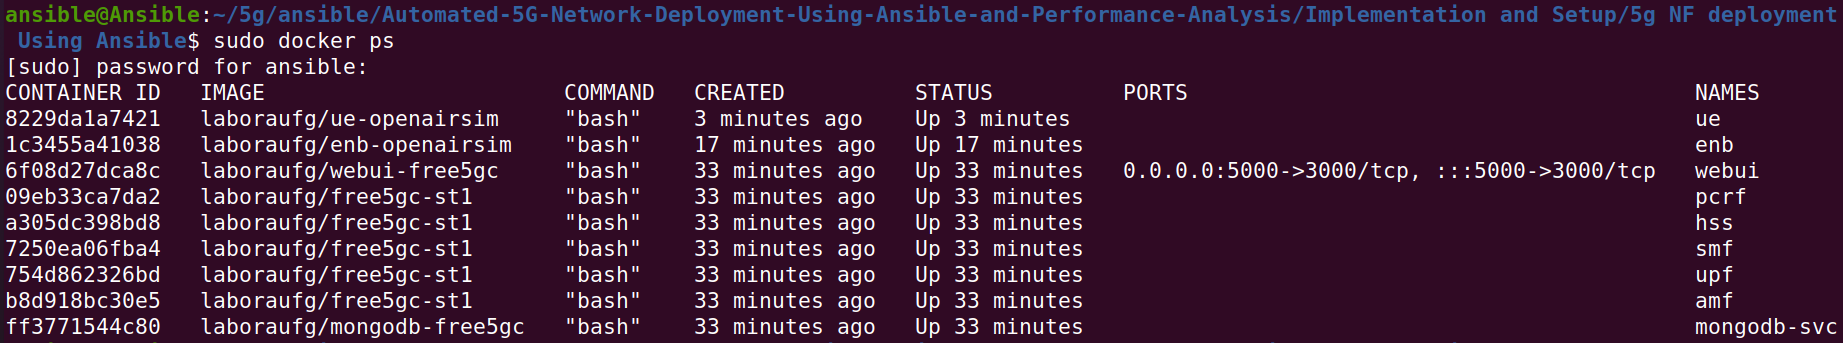 ansible@Ansible:~/5g/ansible/Automated-5G-Network-Deployment-Using-Ansible-and-Performance-Analysis/Implementation and Setup/5g NF deployment
Using Ansible$ sudo docker ps
[sudo] password for ansible:
CONTAINER ID IMAGE COMMAND CREATED STATUS PORTS NAMES
8229da1a7421 laboraufg/ue-openairsim "bash" 3 minutes ago Up 3 minutes ue
1c3455a41038 laboraufg/enb-openairsim "bash" 17 minutes ago Up 17 minutes enb
6f08d27dca8c laboraufg/webui-free5gc "bash" 33 minutes ago Up 33 minutes 0.0.0.0:5000->3000/tcp, :::5000->3000/tcp webui
09eb33ca7da2 laboraufg/free5gc-st1 "bash" 33 minutes ago Up 33 minutes pcrf
a305dc398bd8 laboraufg/free5gc-st1 "bash" 33 minutes ago Up 33 minutes hss
7250ea06fba4 laboraufg/free5gc-st1 "bash" 33 minutes ago Up 33 minutes smf
754d862326bd laboraufg/free5gc-st1 "bash" 33 minutes ago Up 33 minutes upf
b8d918bc30e5 laboraufg/free5gc-st1 "bash" 33 minutes ago Up 33 minutes amf
ff3771544c80 laboraufg/mongodb-free5gc "bash" 33 minutes ago Up 33 minutes mongodb-svc